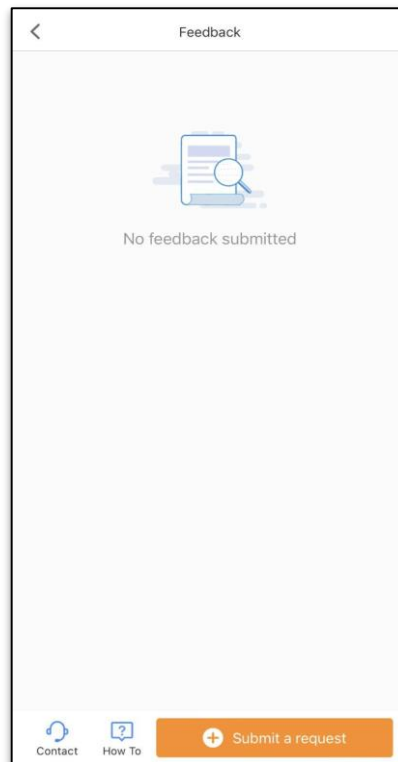 Feedback
No feedback submitted
Contact
How To
Submit a request